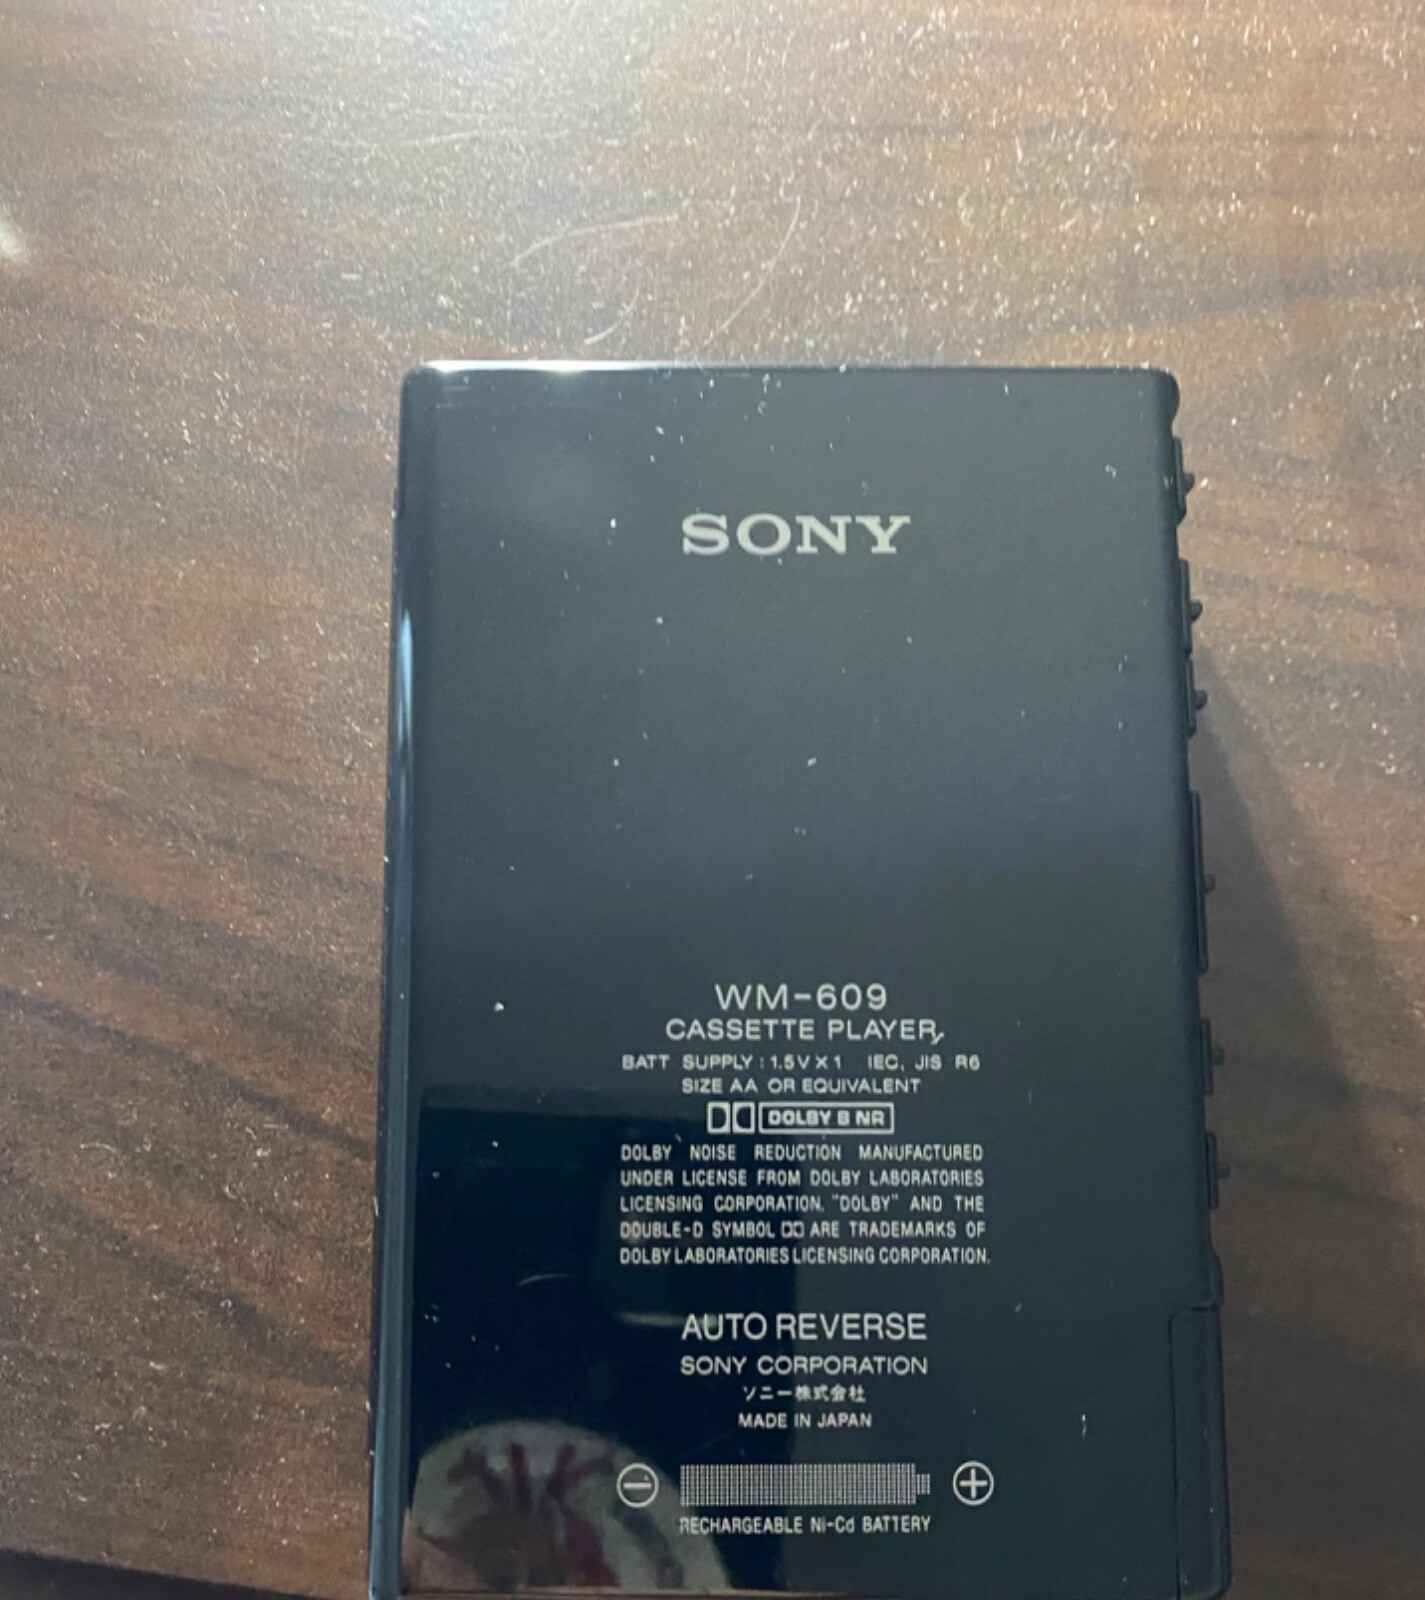 SONY
WM-609
CASSETTE PLAYER
BATT SUPPLY : 1.5V X 1 IEC, JIS R6
SIZE AA OR EQUIVALENT
DOLBY B NR
DOLBY NOISE REDUCTION MANUFACTURED
UNDER LICENSE FROM DOLBY LABORATORIES
LICENSING CORPORATION. "DOLBY" AND THE
DOUBLE-D SYMBOL ARE TRADEMARKS OF
DOLBY LABORATORIES LICENSING CORPORATION.
AUTO REVERSE
SONY CORPORATION
ソニー株式会社
MADE IN JAPAN
⊖ ⊕
RECHARGEABLE Ni-Cd BATTERY